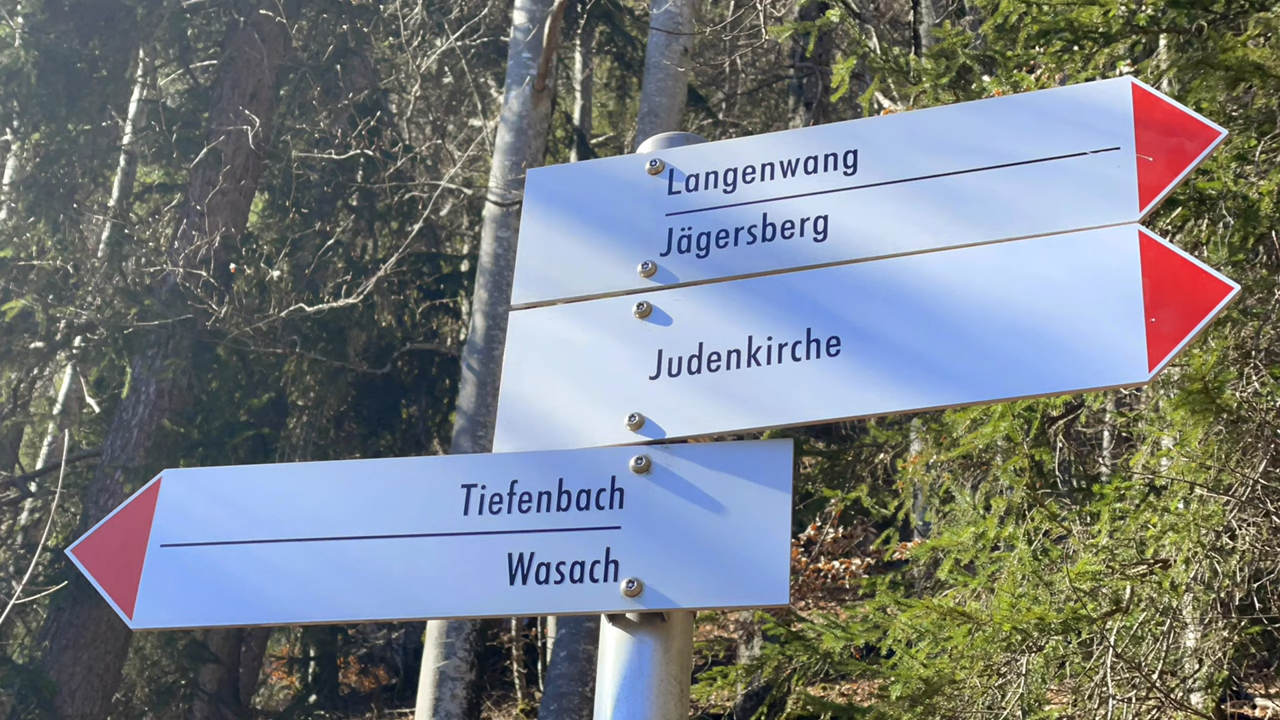 Langenwang
Jägersberg
Judenkirche
Tiefenbach
Wasach